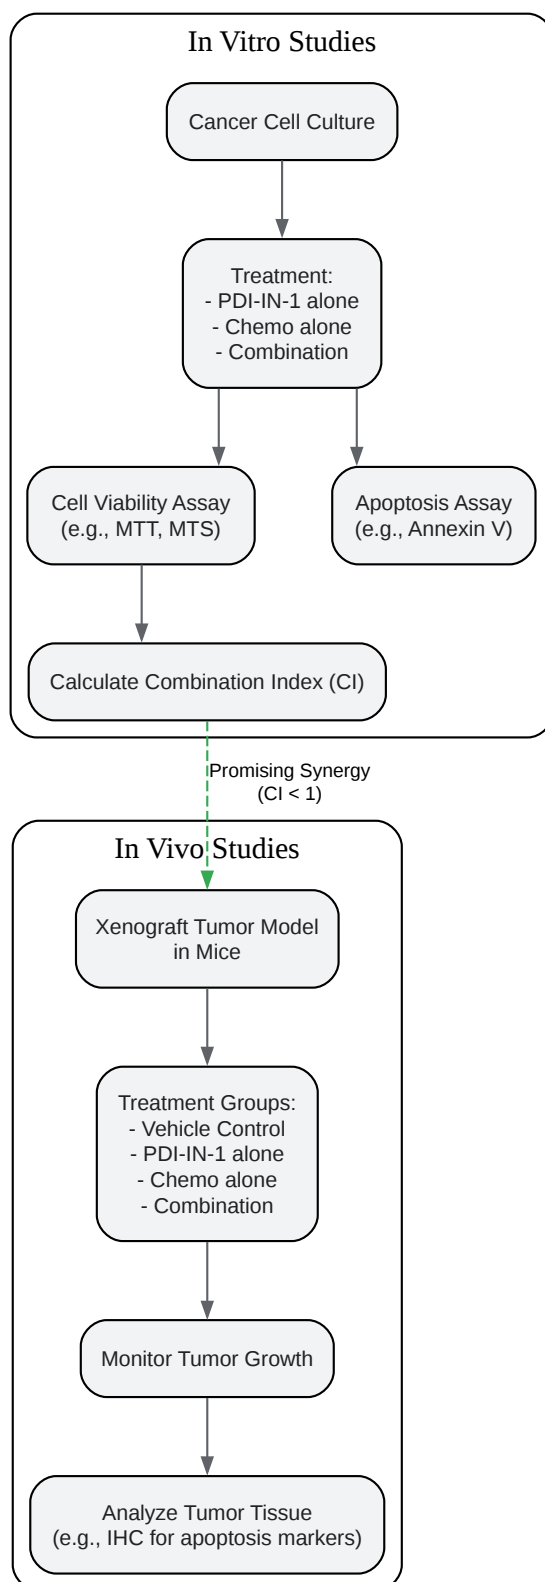 In Vitro Studies
Cancer Cell Culture
Treatment:
- PDI-IN-1 alone
- Chemo alone
- Combination
Cell Viability Assay
(e.g., MTT, MTS)
Apoptosis Assay
(e.g., Annexin V)
Calculate Combination Index (CI)
Promising Synergy
(CI < 1)
In Vivo Studies
Xenograft Tumor Model
in Mice
Treatment Groups:
- Vehicle Control
- PDI-IN-1 alone
- Chemo alone
- Combination
Monitor Tumor Growth
Analyze Tumor Tissue
(e.g., IHC for apoptosis markers)